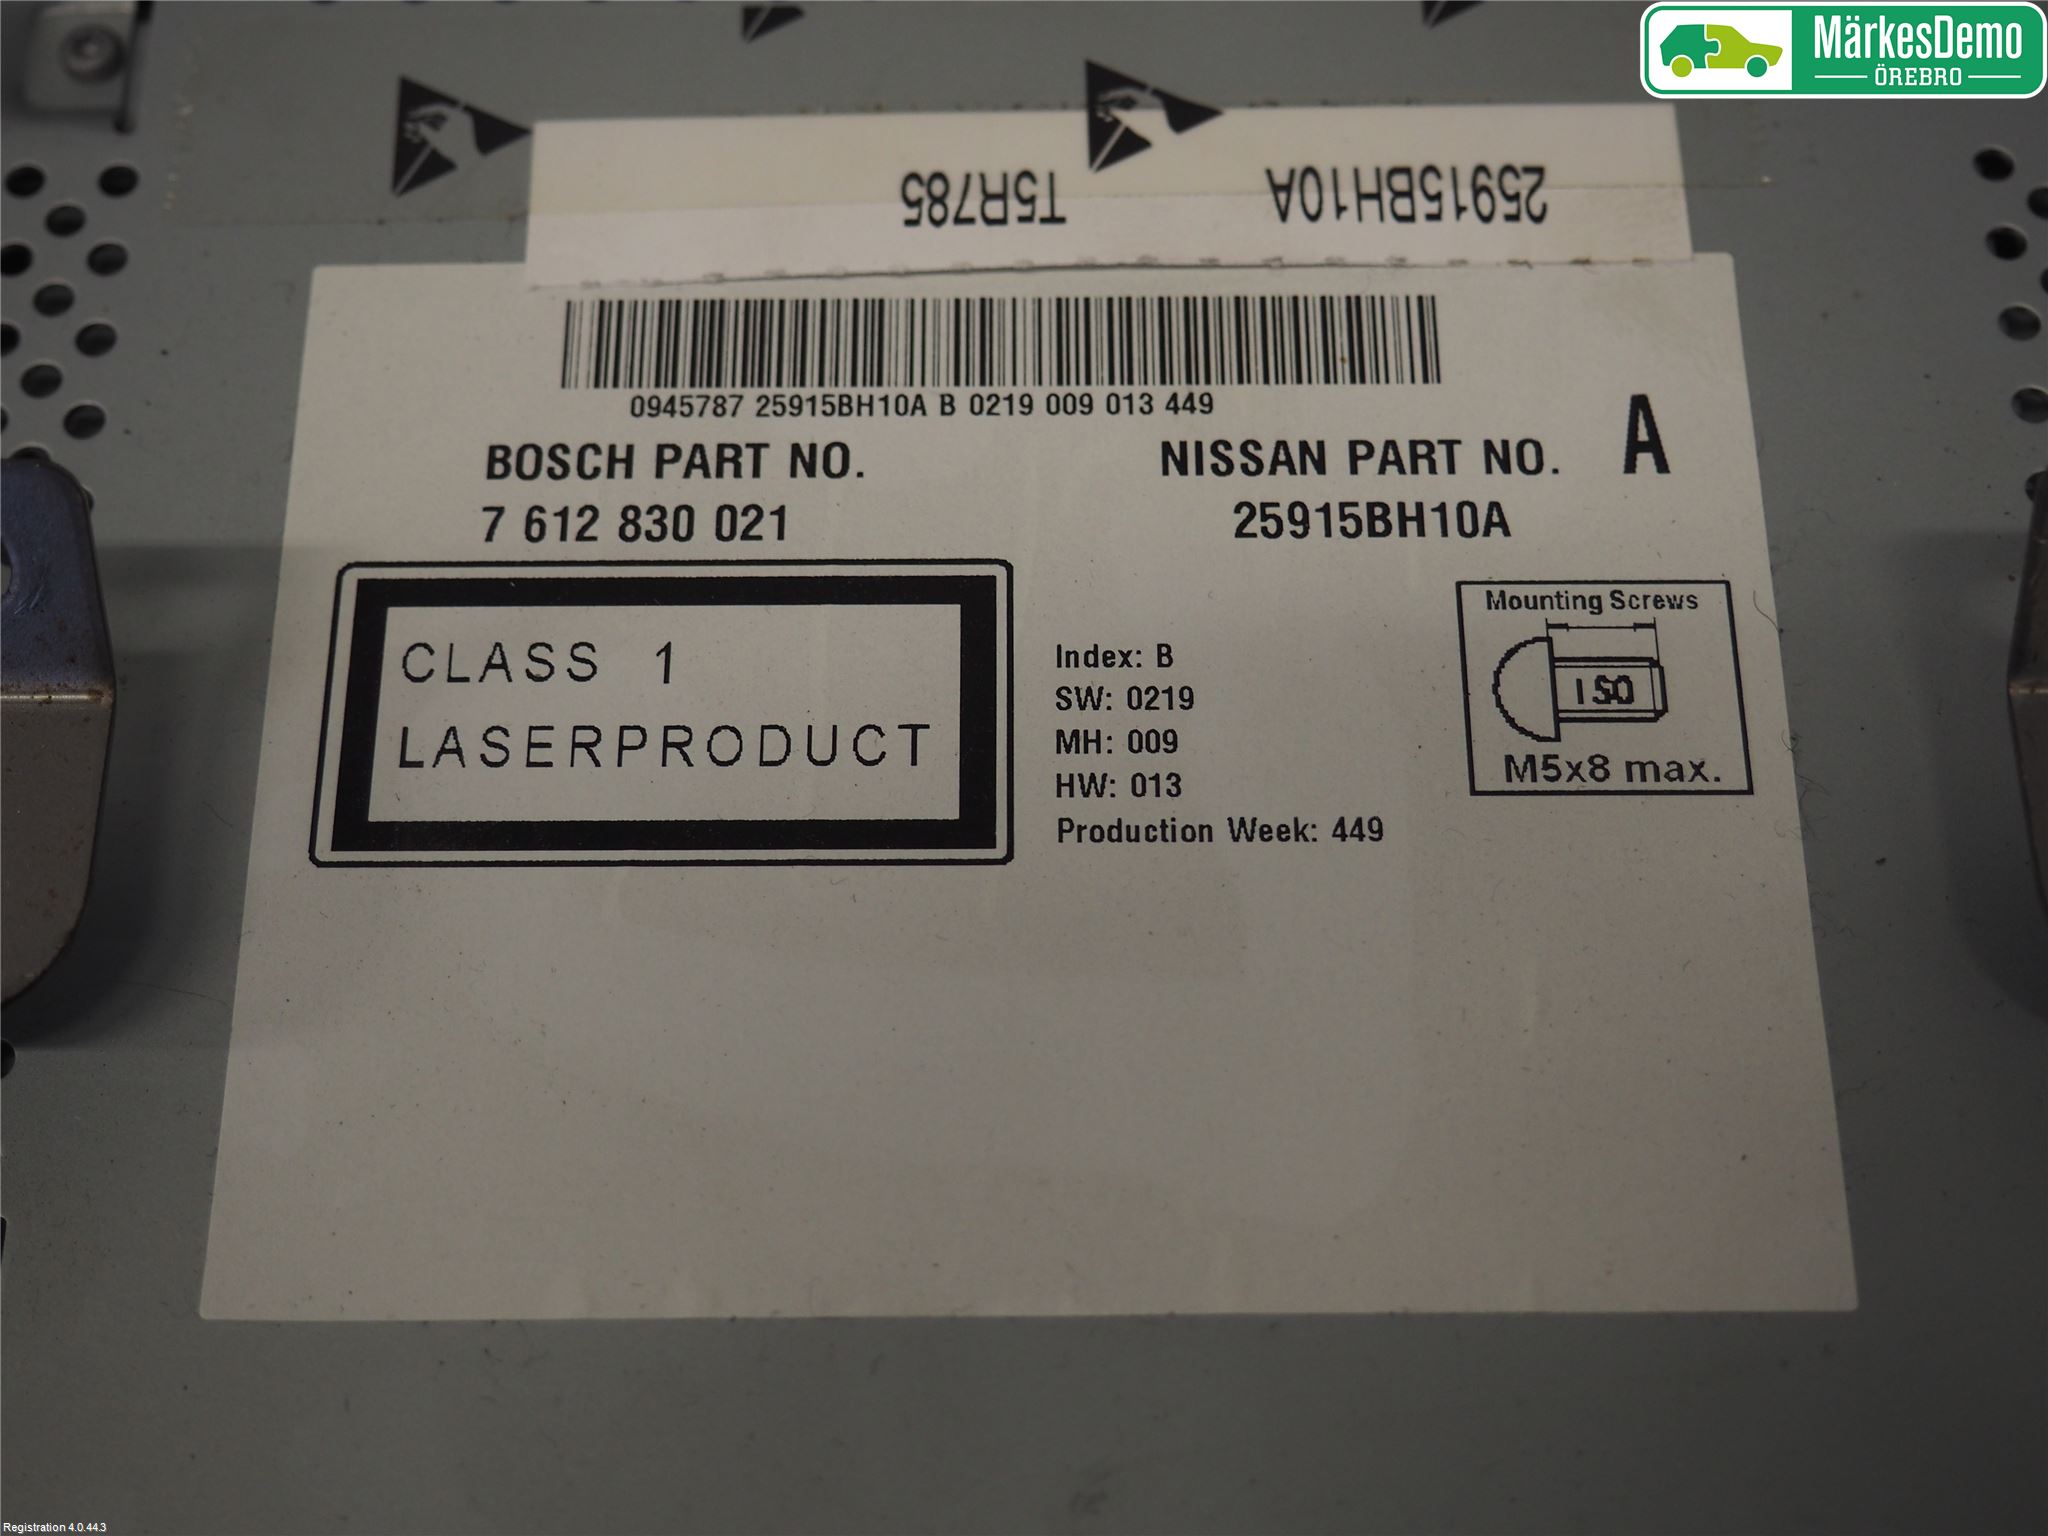 MärkesDemo
ÖREBRO
25915BH10A T5R785
0945787 25915BH10A B 0219 009 013 449
BOSCH PART NO.
7 612 830 021
NISSAN PART NO.
25915BH10A
A
CLASS 1
LASERPRODUCT
Index: B
SW: 0219
MH: 009
HW: 013
Production Week: 449
Mounting Screws
ISO
M5x8 max.
Registration 4.0.44.3